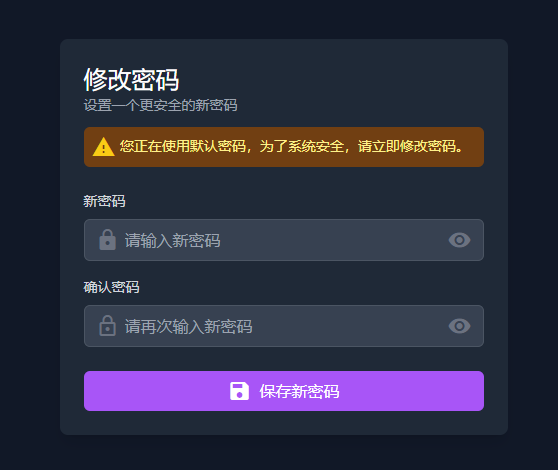 修改密码
设置一个更安全的新密码
您正在使用默认密码，为了系统安全，请立即修改密码。
新密码
请输入新密码
确认密码
请再次输入新密码
保存新密码